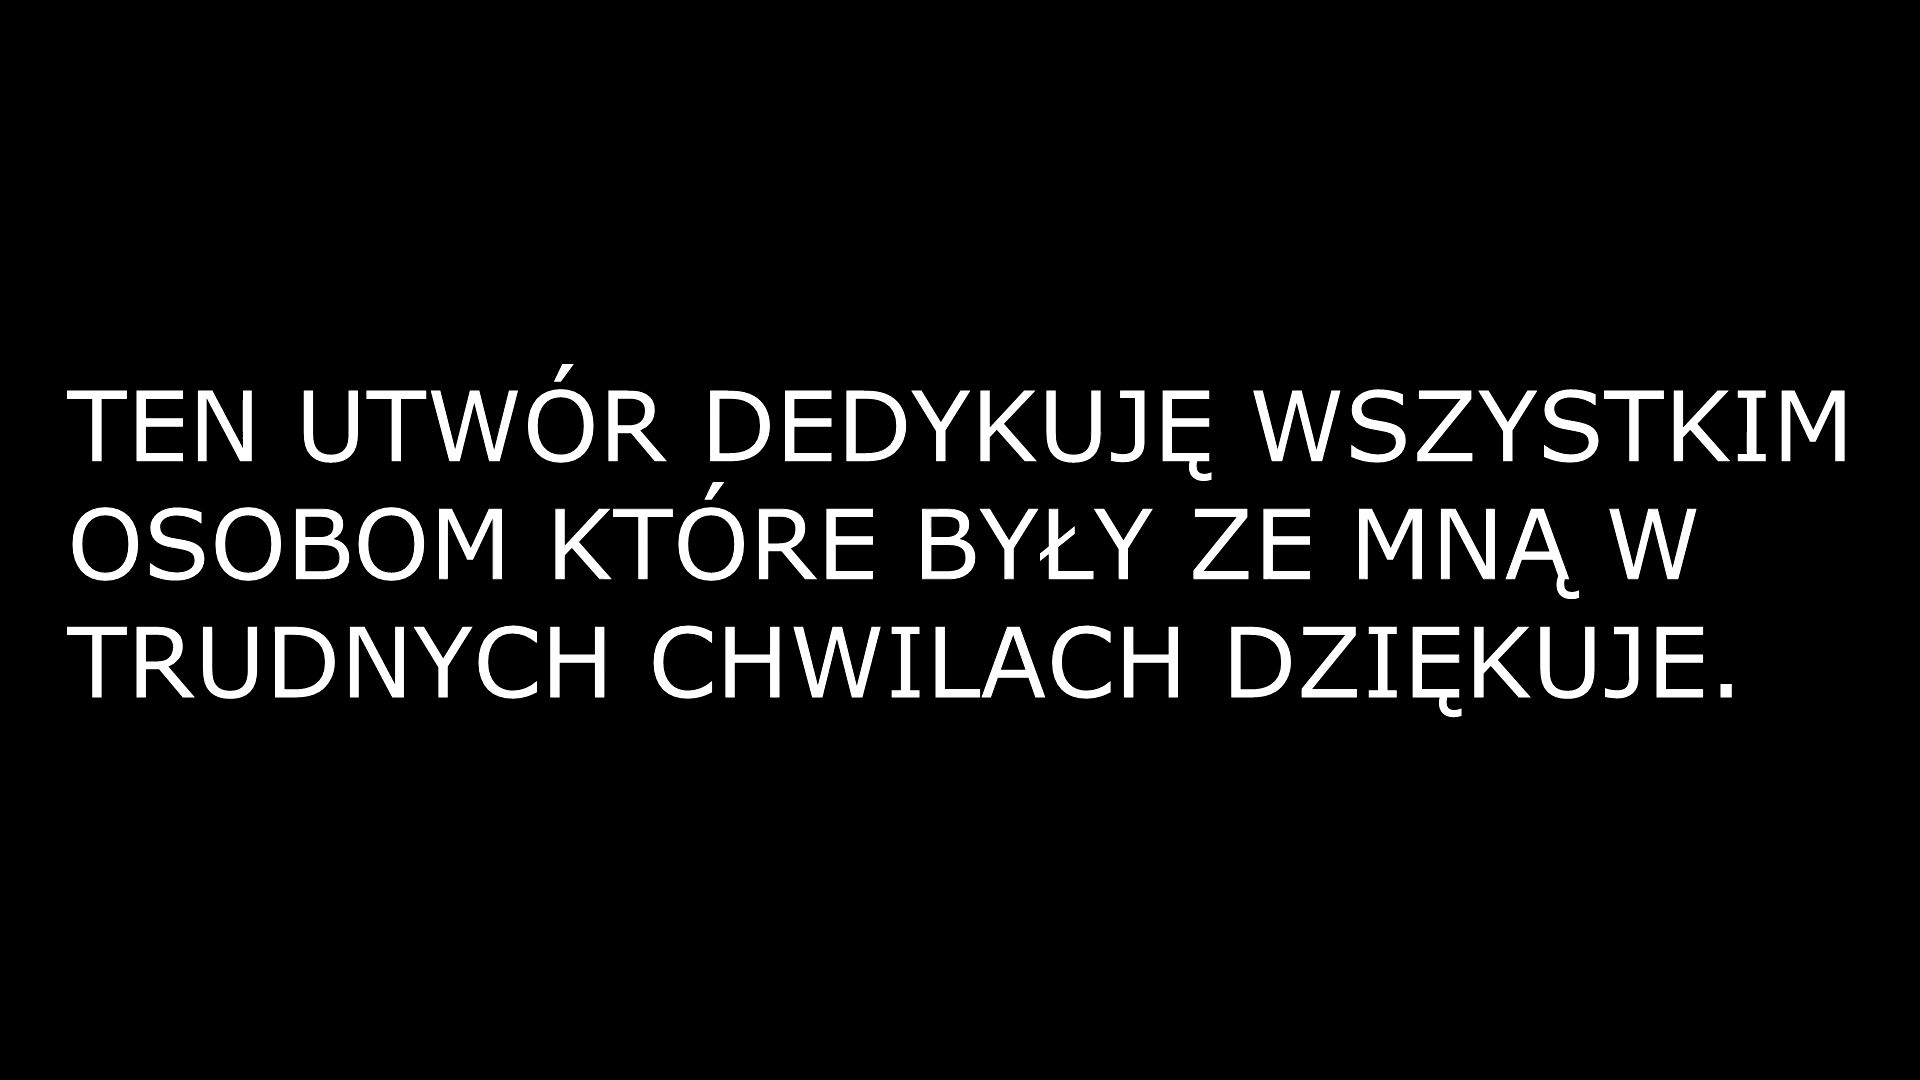 TEN UTWÓR DEDYKUJĘ WSZYSTKIM
OSOBOM KTÓRE BYŁY ZE MNĄ W
TRUDNYCH CHWILACH DZIĘKUJE.